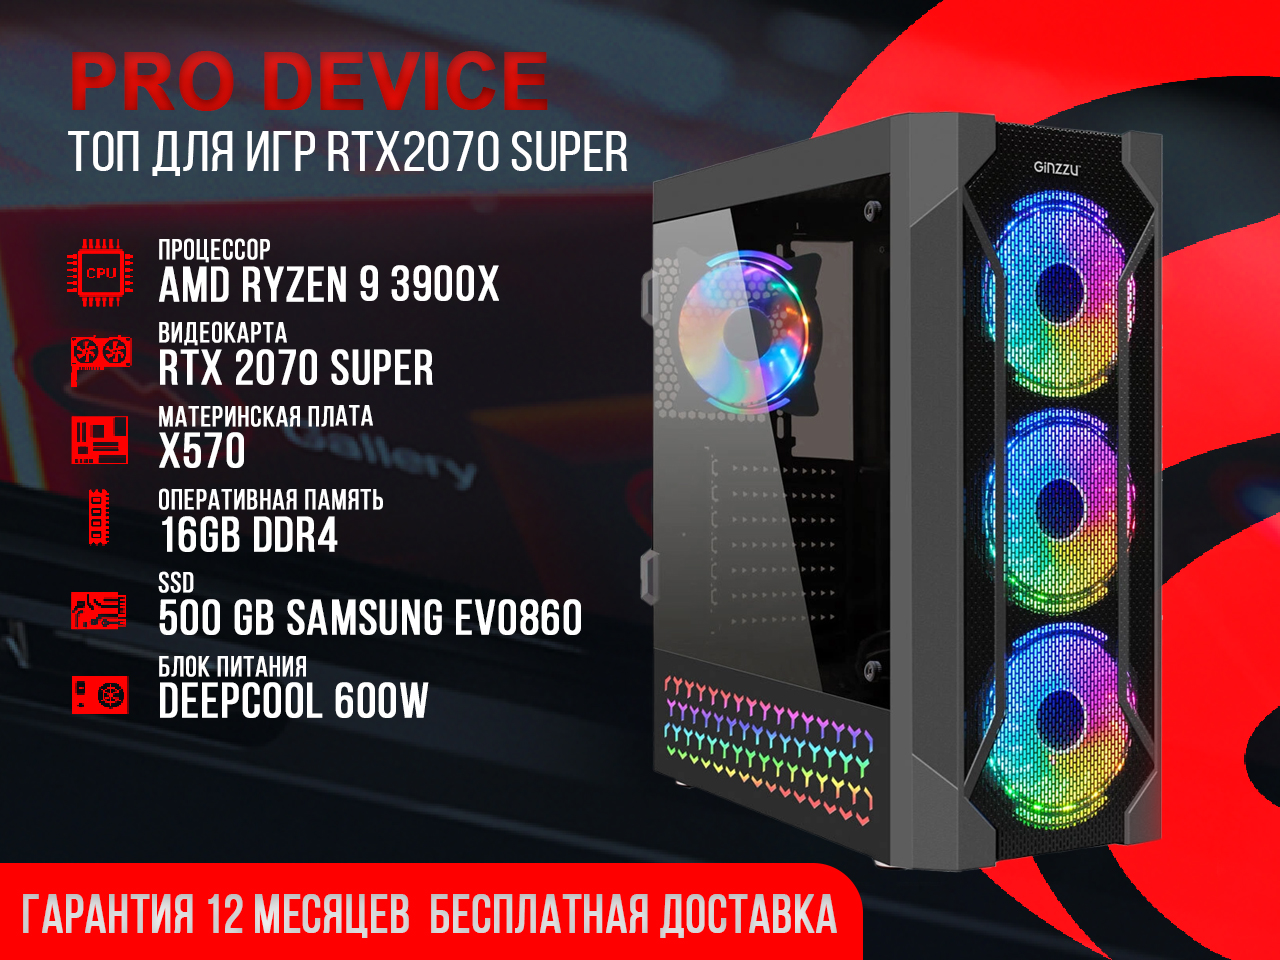 PRO DEVICE
ТОП ДЛЯ ИГР RTX2070 SUPER
GiNZZU
CPU
ПРОЦЕССОР
AMD RYZEN 9 3900X
ВИДЕОКАРТА
RTX 2070 SUPER
МАТЕРИНСКАЯ ПЛАТА
X570
Gallery
ОПЕРАТИВНАЯ ПАМЯТЬ
16GB DDR4
SSD
500 GB SAMSUNG EVO860
БЛОК ПИТАНИЯ
DEEPCOOL 600W
ГАРАНТИЯ 12 МЕСЯЦЕВ БЕСПЛАТНАЯ ДОСТАВКА